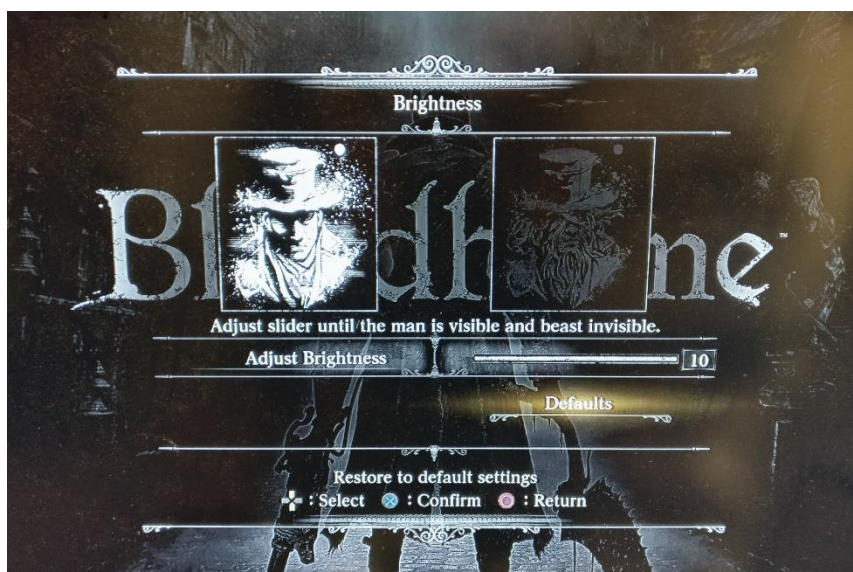 Brightness
Bloodborne™
Adjust slider until the man is visible and beast invisible.
Adjust Brightness 10
Defaults
Restore to default settings
: Select : Confirm : Return